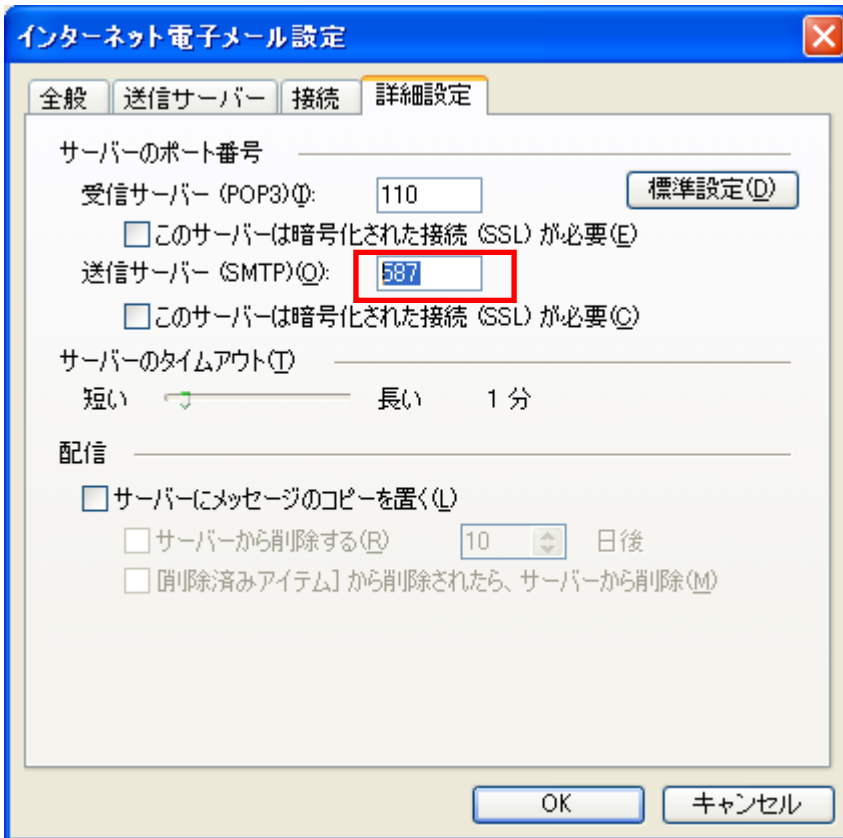 インターネット電子メール設定
全般 送信サーバー 接続 詳細設定
サーバーのポート番号
受信サーバー (POP3)(I): 110 標準設定(D)
このサーバーは暗号化された接続 (SSL) が必要(E)
送信サーバー (SMTP)(O): 587
このサーバーは暗号化された接続 (SSL) が必要(C)
サーバーのタイムアウト(T)
短い 長い 1 分
配信
サーバーにメッセージのコピーを置く(L)
サーバーから削除する(R) 10 日後
[削除済みアイテム] から削除されたら、サーバーから削除(M)
OK キャンセル